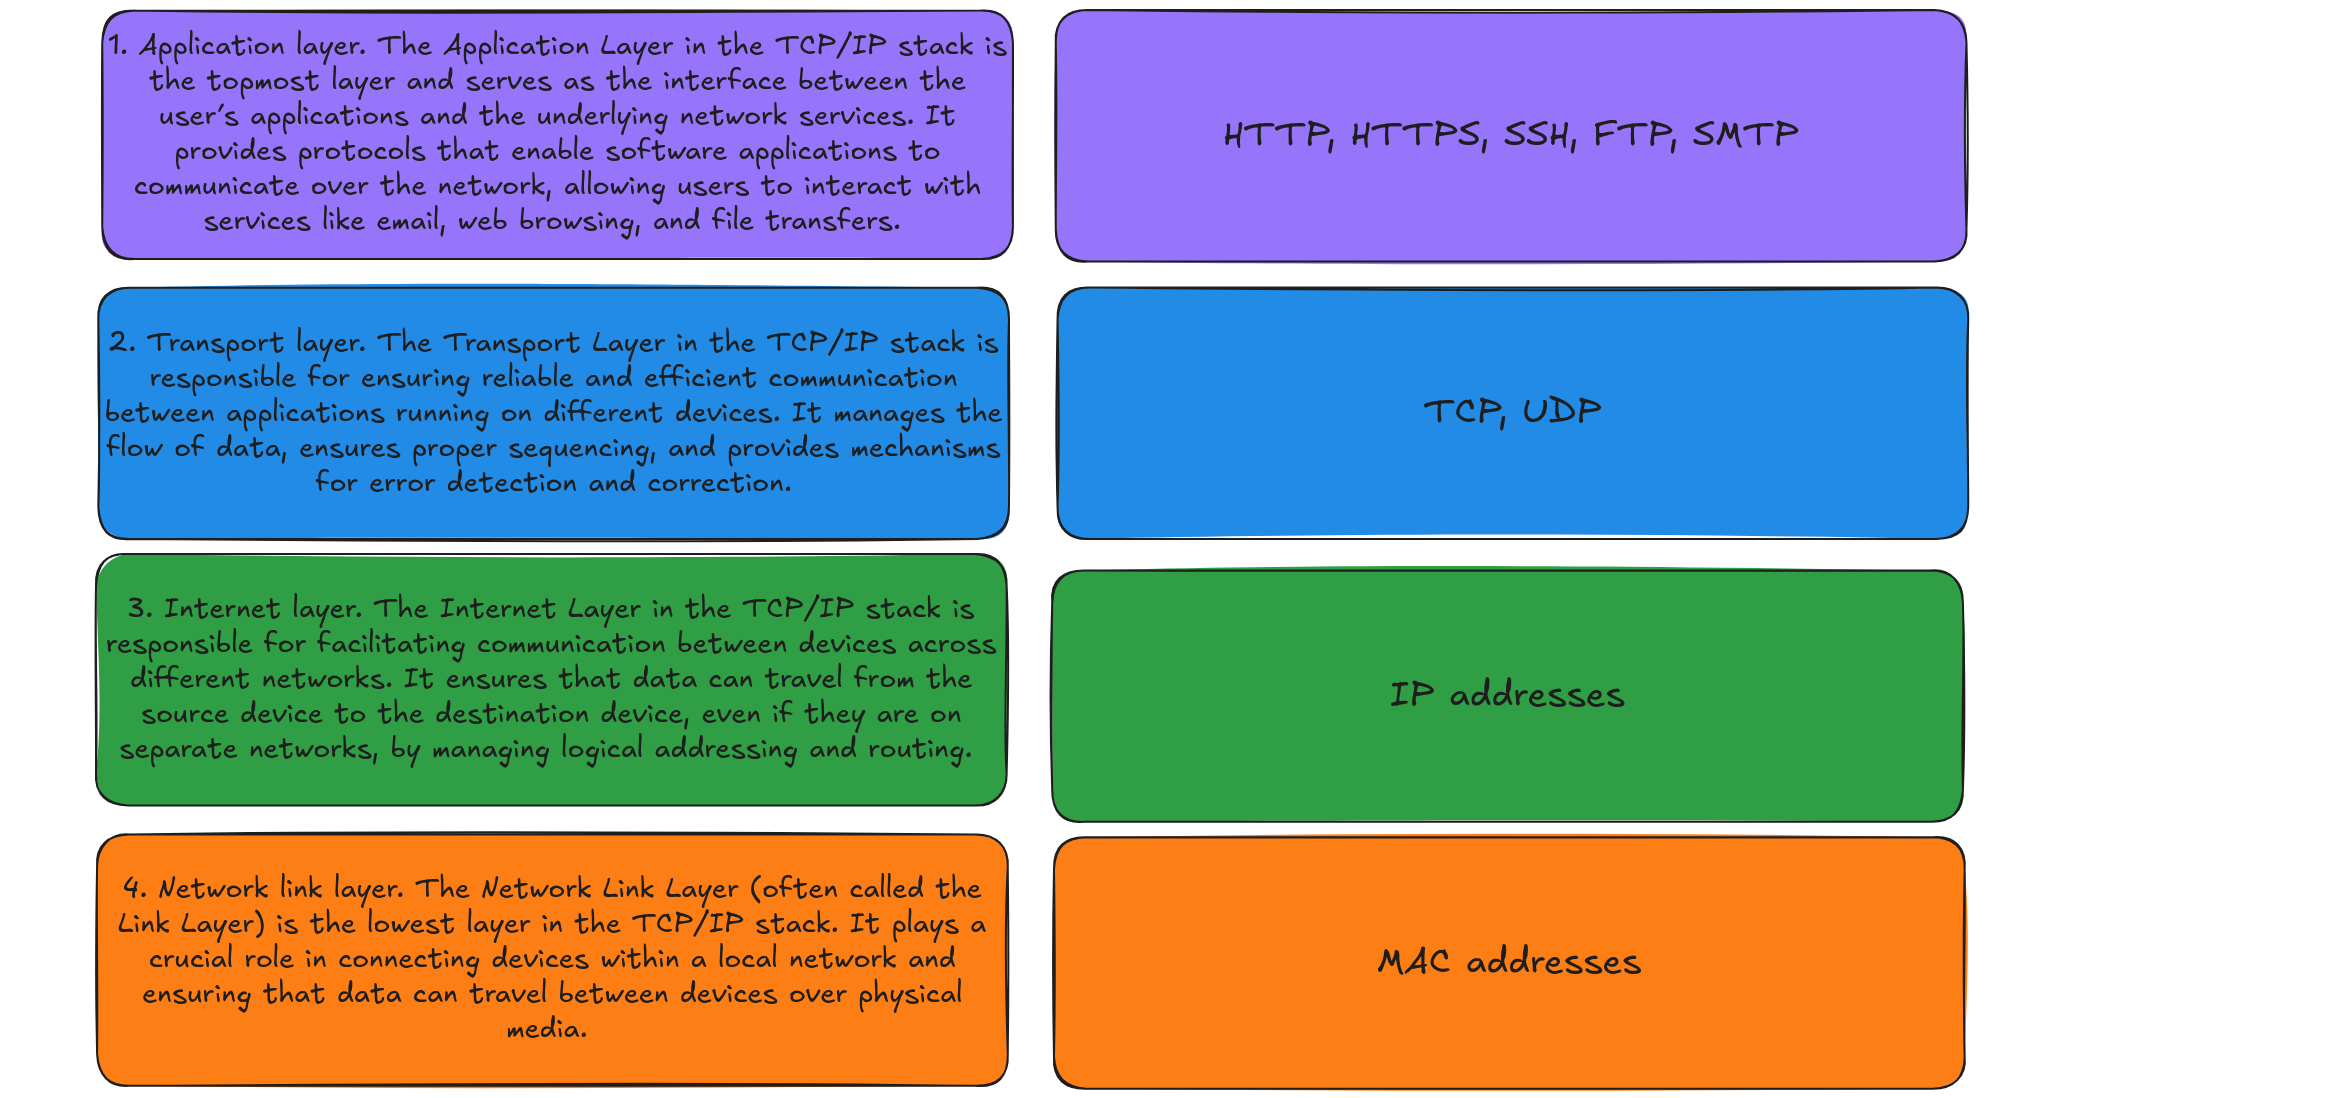 1. Application layer. The Application Layer in the TCP/IP stack is
the topmost layer and serves as the interface between the
user's applications and the underlying network services. It
provides protocols that enable software applications to
communicate over the network, allowing users to interact with
services like email, web browsing, and file transfers.
HTTP, HTTPS, SSH, FTP, SMTP
2. Transport layer. The Transport Layer in the TCP/IP stack is
responsible for ensuring reliable and efficient communication
between applications running on different devices. It manages the
flow of data, ensures proper sequencing, and provides mechanisms
for error detection and correction.
TCP, UDP
3. Internet layer. The Internet Layer in the TCP/IP stack is
responsible for facilitating communication between devices across
different networks. It ensures that data can travel from the
source device to the destination device, even if they are on
separate networks, by managing logical addressing and routing.
IP addresses
4. Network link layer. The Network Link Layer (often called the
Link Layer) is the lowest layer in the TCP/IP stack. It plays a
crucial role in connecting devices within a local network and
ensuring that data can travel between devices over physical
media.
MAC addresses